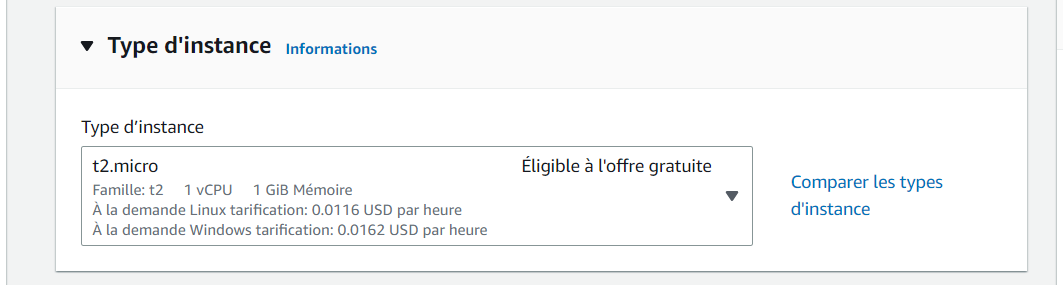 Type d'instance Informations
Type d’instance
t2.micro Éligible à l'offre gratuite
Famille: t2 1 vCPU 1 GiB Mémoire
À la demande Linux tarification: 0.0116 USD par heure
À la demande Windows tarification: 0.0162 USD par heure
Comparer les types
d'instance